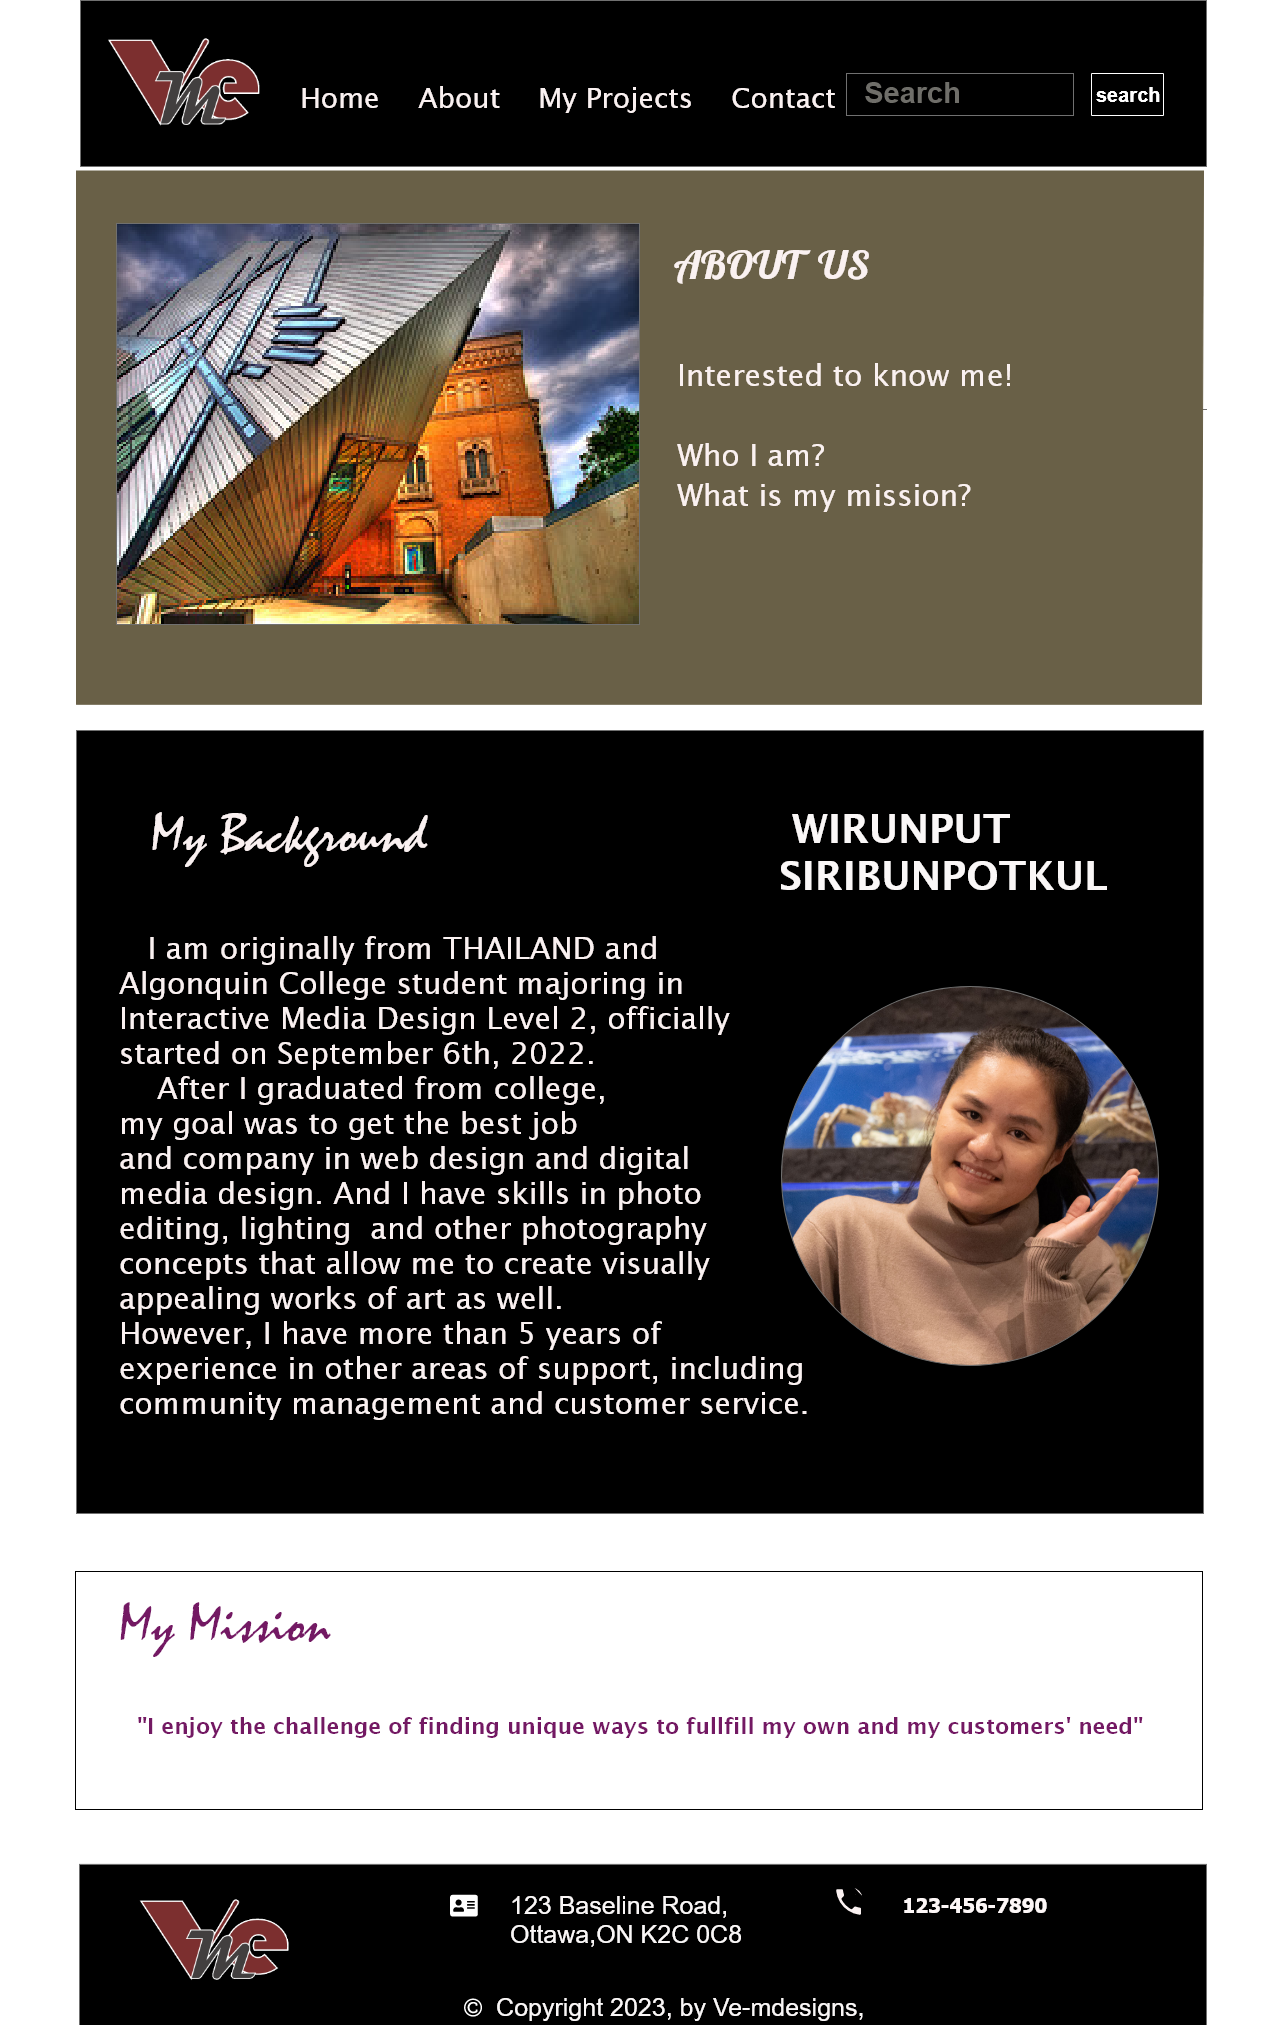 Vme
Home About My Projects Contact Search search
ABOUT US
Interested to know me!
Who I am?
What is my mission?
My Background
WIRUNPUT
SIRIBUNPOTKUL
I am originally from THAILAND and
Algonquin College student majoring in
Interactive Media Design Level 2, officially
started on September 6th, 2022.
After I graduated from college,
my goal was to get the best job
and company in web design and digital
media design. And I have skills in photo
editing, lighting  and other photography
concepts that allow me to create visually
appealing works of art as well.
However, I have more than 5 years of
experience in other areas of support, including
community management and customer service.
My Mission
"I enjoy the challenge of finding unique ways to fullfill my own and my customers' need"
Vme
123 Baseline Road,
Ottawa,ON K2C 0C8
123-456-7890
© Copyright 2023, by Ve-mdesigns,